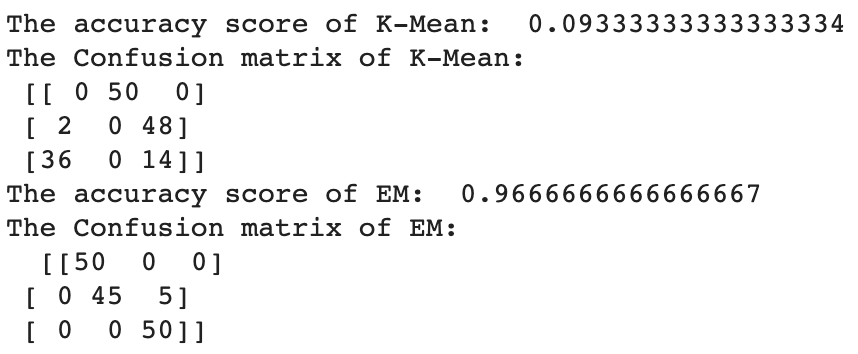 The accuracy score of K-Mean:  0.09333333333333334
The Confusion matrix of K-Mean:
 [[ 0 50  0]
 [ 2  0 48]
 [36  0 14]]
The accuracy score of EM:  0.9666666666666667
The Confusion matrix of EM:
  [[50  0  0]
 [ 0 45  5]
 [ 0  0 50]]